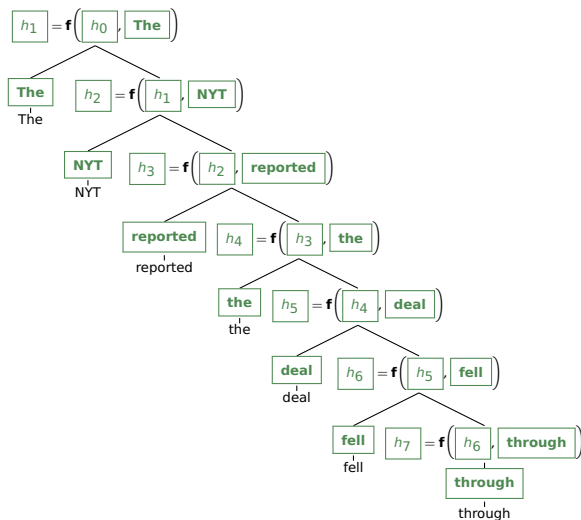 h₁ = f(h₀, The)
The h₂ = f(h₁, NYT)
The
NYT h₃ = f(h₂, reported)
NYT
reported h₄ = f(h₃, the)
reported
the h₅ = f(h₄, deal)
the
deal h₆ = f(h₅, fell)
deal
fell h₇ = f(h₆, through)
fell
through
through